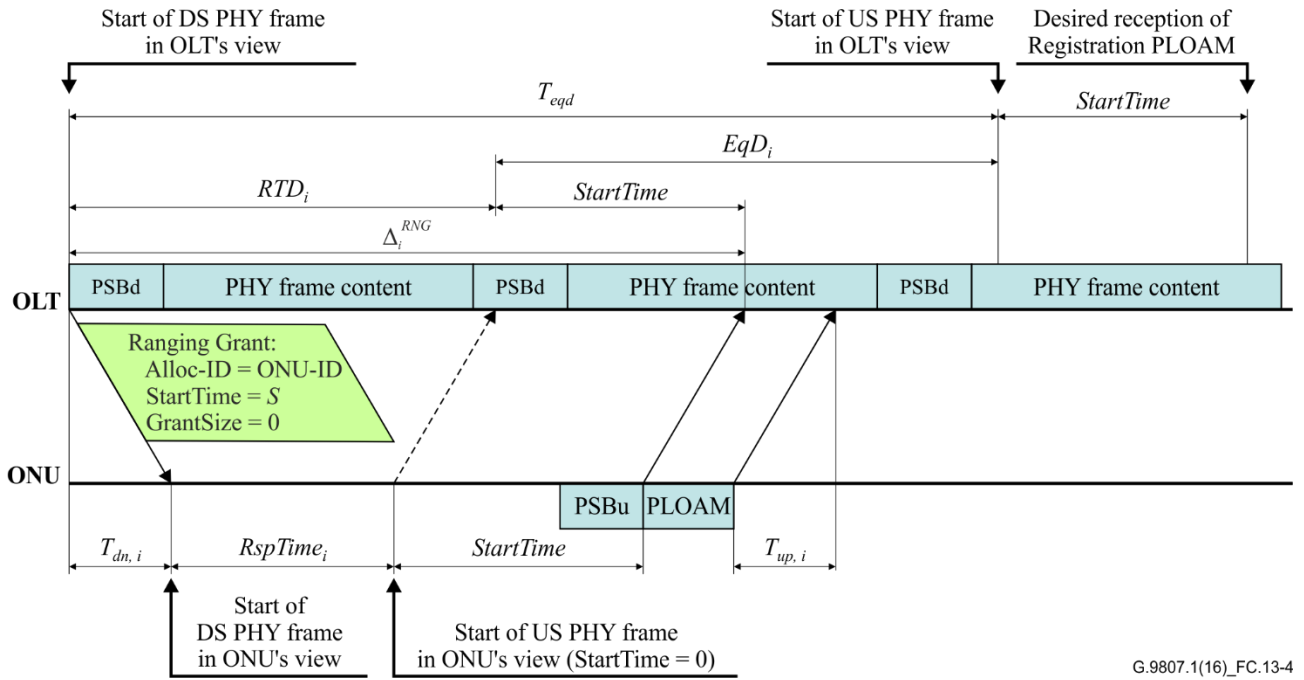 Start of DS PHY frame
in OLT's view
Start of US PHY frame
in OLT's view
Desired reception of
Registration PLOAM
T_eqd
StartTime
EqD_i
RTD_i
StartTime
Δ_i^RNG
OLT
PSBd
PHY frame content
PSBd
PHY frame content
PSBd
PHY frame content
Ranging Grant:
Alloc-ID = ONU-ID
StartTime = S
GrantSize = 0
ONU
PSBu
PLOAM
T_dn, i
RspTime_i
StartTime
T_up, i
Start of
DS PHY frame
in ONU's view
Start of US PHY frame
in ONU's view (StartTime = 0)
G.9807.1(16)_FC.13-4